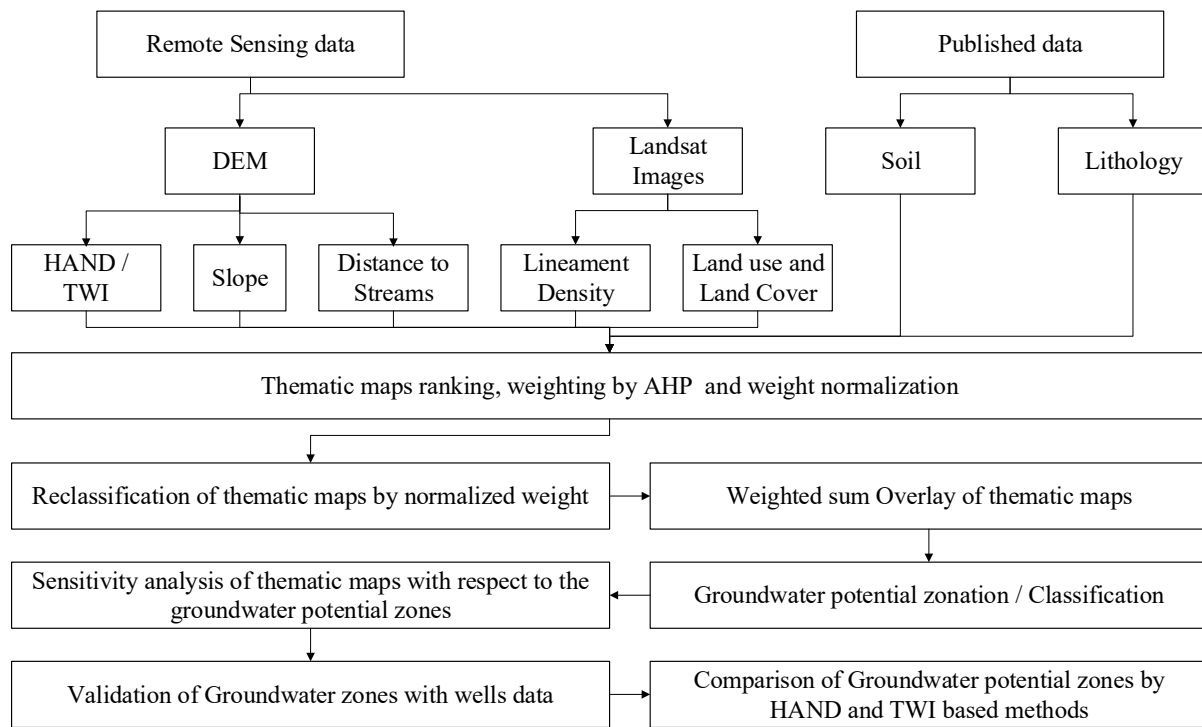 Remote Sensing data
Published data
DEM
Landsat
Images
Soil
Lithology
HAND /
TWI
Slope
Distance to
Streams
Lineament
Density
Land use and
Land Cover
Thematic maps ranking, weighting by AHP and weight normalization
Reclassification of thematic maps by normalized weight
Weighted sum Overlay of thematic maps
Sensitivity analysis of thematic maps with respect to the
groundwater potential zones
Groundwater potential zonation / Classification
Validation of Groundwater zones with wells data
Comparison of Groundwater potential zones by
HAND and TWI based methods